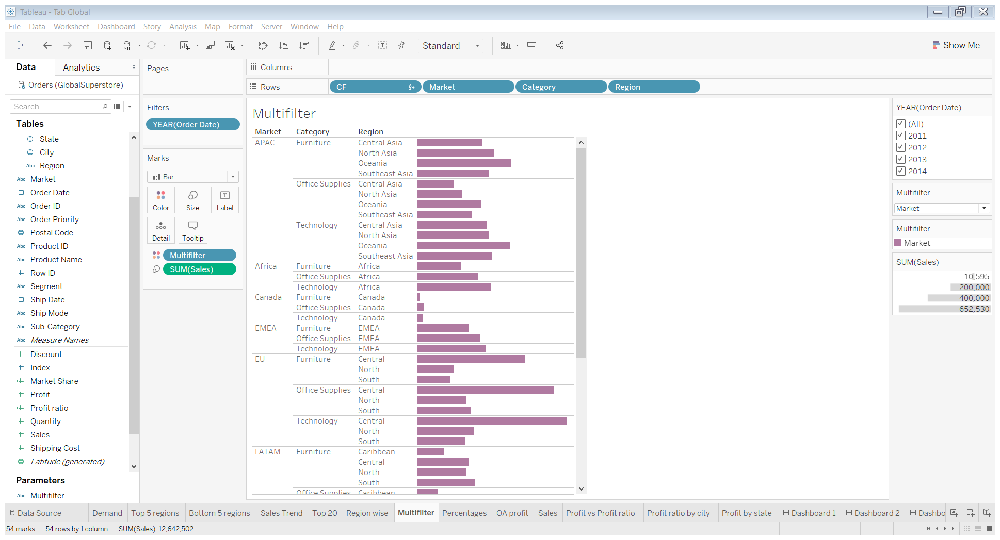 Tableau - Tab Global
File Data Worksheet Dashboard Story Analysis Map Format Server Window Help
Standard
Show Me
Data
Analytics
Orders (GlobalSuperstore)
Search
Tables
State
City
Abc Region
Abc Market
Order Date
Abc Order ID
Abc Order Priority
Postal Code
Abc Product ID
Abc Product Name
# Row ID
Abc Segment
Ship Date
Abc Ship Mode
Abc Sub-Category
Abc Measure Names
# Discount
=# Index
=# Market Share
# Profit
=# Profit ratio
# Quantity
# Sales
# Shipping Cost
Latitude (generated)
Parameters
Abc Multifilter
Pages
Filters
YEAR(Order Date)
Marks
Bar
Color
Size
T
Label
Detail
Tooltip
Multifilter
SUM(Sales)
Columns
Rows
CF
Market
Category
Region
Multifilter
Market Category Region
APAC Furniture Central Asia
North Asia
Oceania
Southeast Asia
Office Supplies Central Asia
North Asia
Oceania
Southeast Asia
Technology Central Asia
North Asia
Oceania
Southeast Asia
Africa Furniture Africa
Office Supplies Africa
Technology Africa
Canada Furniture Canada
Office Supplies Canada
Technology Canada
EMEA Furniture EMEA
Office Supplies EMEA
Technology EMEA
EU Furniture Central
North
South
Office Supplies Central
North
South
Technology Central
North
South
LATAM Furniture Caribbean
Central
North
South
Office Supplies Caribbean
YEAR(Order Date)
(All)
2011
2012
2013
2014
Multifilter
Market
Multifilter
Market
SUM(Sales)
10,595
200,000
400,000
652,530
Data Source Demand Top 5 regions Bottom 5 regions Sales Trend Top 20 Region wise Multifilter Percentages OA profit Sales Profit vs Profit ratio Profit ratio by city Profit by state Dashboard 1 Dashboard 2 Dashbo
54 marks 54 rows by 1 column SUM(Sales): 12,642,502